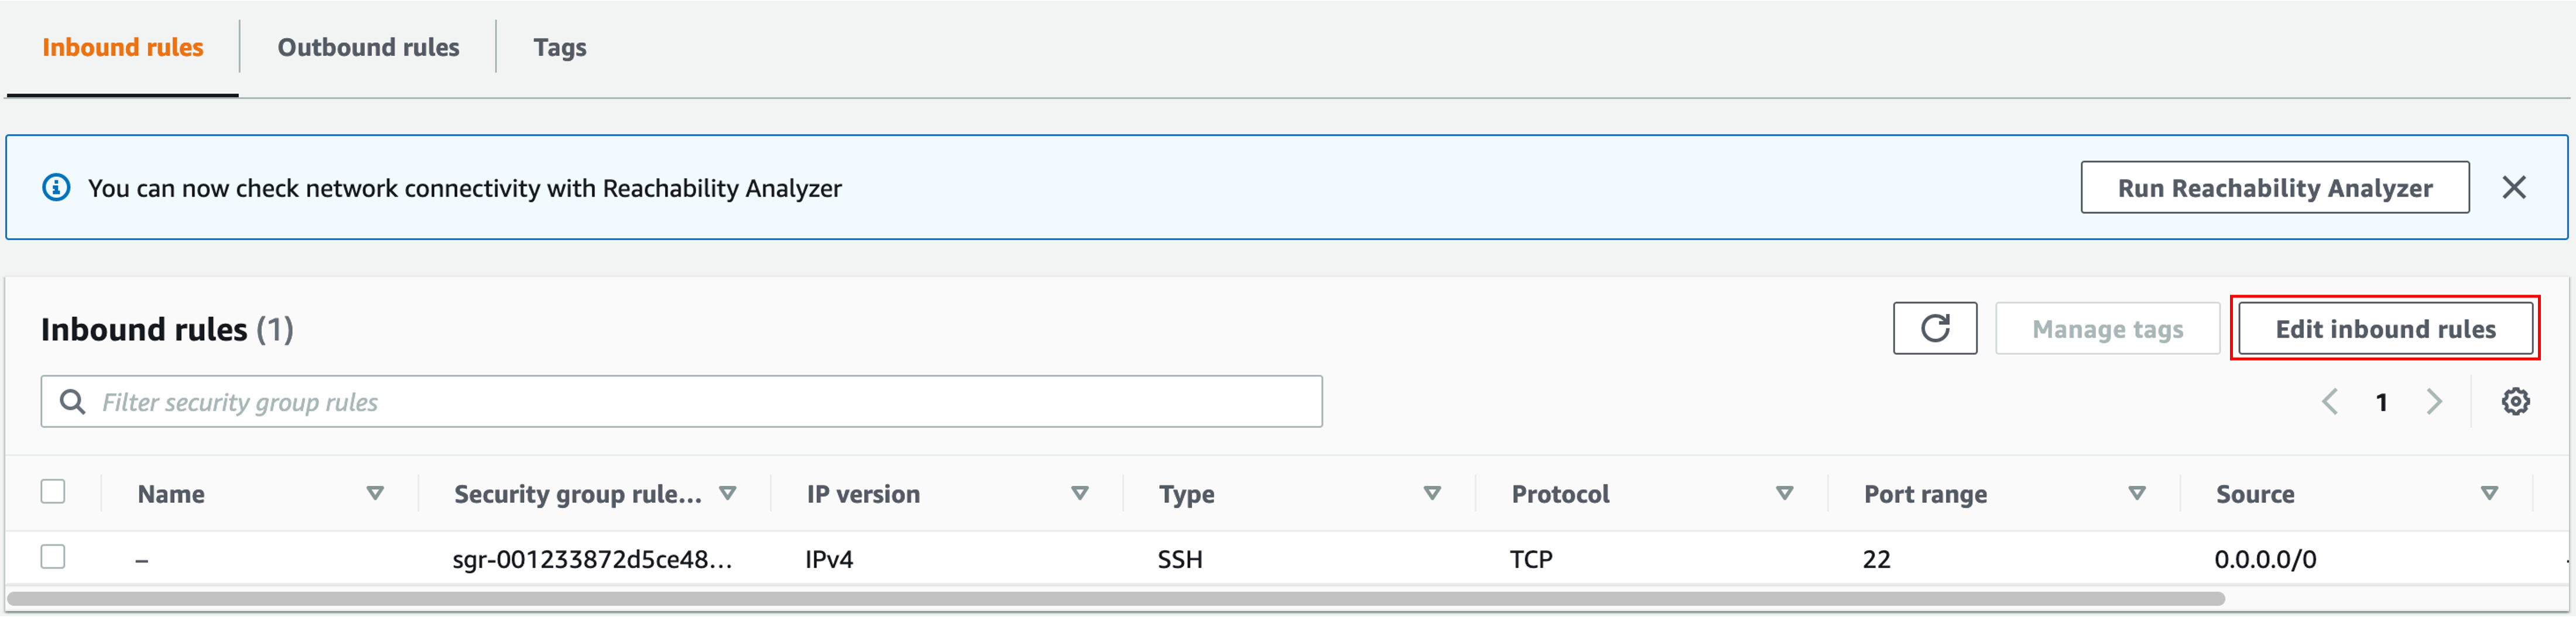 Inbound rules Outbound rules Tags
You can now check network connectivity with Reachability Analyzer Run Reachability Analyzer
Inbound rules (1) Manage tags Edit inbound rules
Filter security group rules 1
Name Security group rule... IP version Type Protocol Port range Source
– sgr-001233872d5ce48... IPv4 SSH TCP 22 0.0.0.0/0